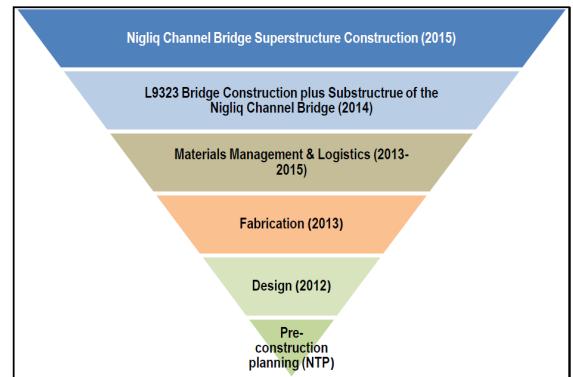 Nigliq Channel Bridge Superstructure Construction (2015)
L9323 Bridge Construction plus Substructrue of the
Nigliq Channel Bridge (2014)
Materials Management & Logistics (2013-
2015)
Fabrication (2013)
Design (2012)
Pre-
construction
planning (NTP)